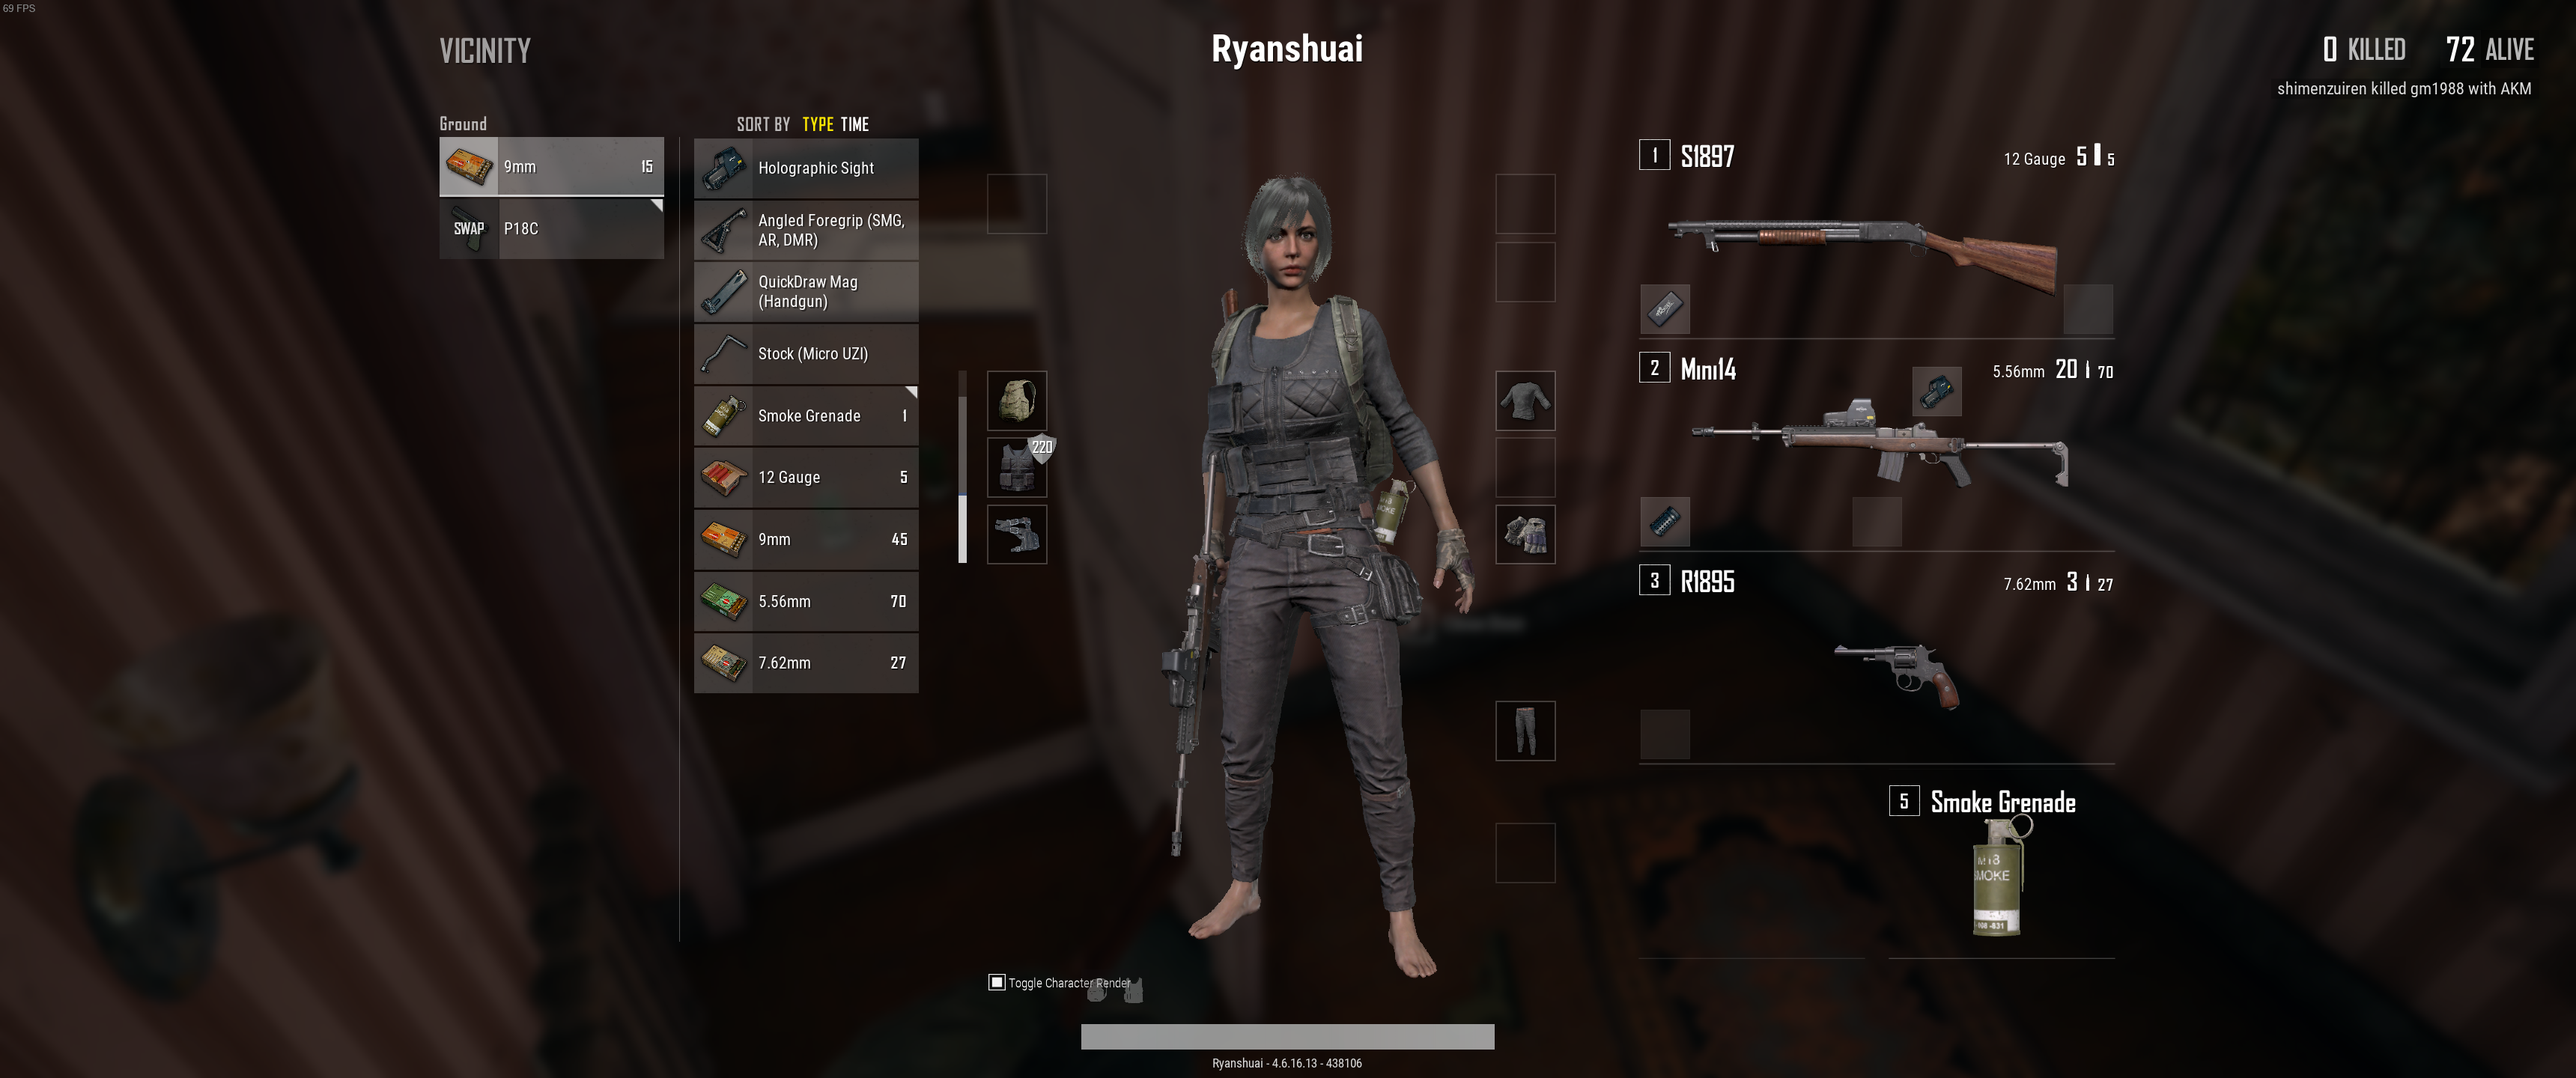 69 FPS
VICINITY
Ryanshuai
0 KILLED 72 ALIVE
shimenzuiren killed gm1988 with AKM
Ground
SORT BY TYPE TIME
9mm 15
SWAP P18C
Holographic Sight
Angled Foregrip (SMG,
AR, DMR)
QuickDraw Mag
(Handgun)
Stock (Micro UZI)
Smoke Grenade 1
12 Gauge 5
9mm 45
5.56mm 70
7.62mm 27
220
SMOKE
1 S1897 12 Gauge 5 5
2 Mini14 5.56mm 20 70
3 R1895 7.62mm 3 27
5 Smoke Grenade
M18
SMOKE
Toggle Character Render
Ryanshuai - 4.6.16.13 - 438106